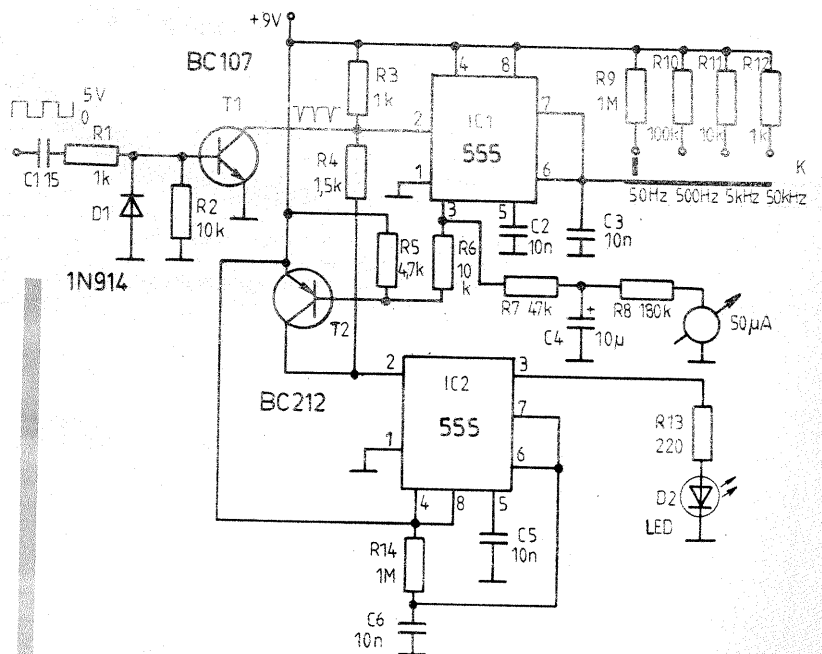 +9V
BC107
T1
5V
0
C1 15
R1
1k
D1
R2
10k
1N914
R3
1k
R4
1,5k
4
8
2
7
IC1
555
1
6
3
5
C2
10n
C3
10n
R9
1M
R10
100k
R11
10k
R12
1k
K
50Hz 500Hz 5kHz 50kHz
R5
4,7k
R6
10
k
T2
BC212
R7 47k
C4
10µ
R8 180k
50µA
2
IC2
3
555
7
1
6
4
8
5
R13
220
D2
LED
C5
10n
R14
1M
C6
10n